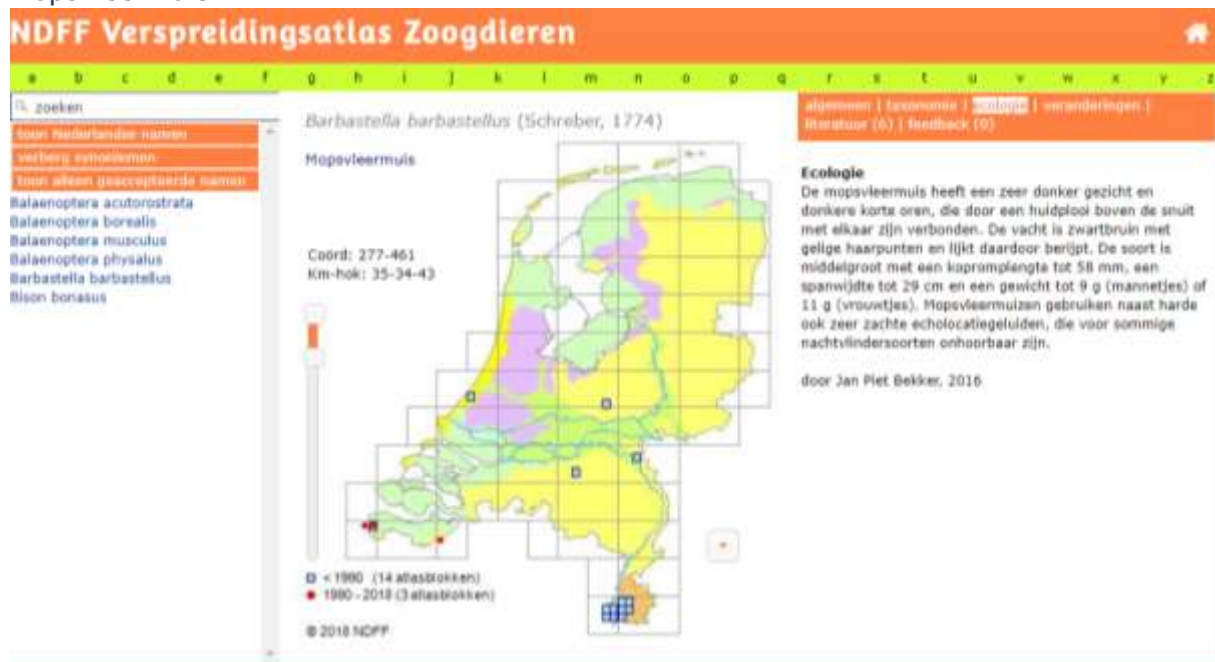 NDFF Verspreidingsatlas Zoogdieren
a b c d e f g h i j k l m n o p q r s t u v w x y z
zoeken
toon Nederlandse namen
verberg synoniemen
toon alleen geaccepteerde namen
Balaenoptera acutorostrata
Balaenoptera borealis
Balaenoptera musculus
Balaenoptera physalus
Barbastella barbastellus
Bison bonasus
Barbastella barbastellus (Schreber, 1774)
Mopsvleermuis
Coord: 277-461
Km-hok: 35-34-43
< 1980 (14 atlasblokken)
1980 - 2018 (3 atlasblokken)
© 2018 NDFF
algemeen | taxonomie | ecologie | veranderingen |
literatuur (6) | feedback (0)
Ecologie
De mopsvleermuis heeft een zeer donker gezicht en
donkere korte oren, die door een huidplooi boven de snuit
met elkaar zijn verbonden. De vacht is zwartbruin met
gelige haarpunten en lijkt daardoor berijpt. De soort is
middelgroot met een kopromplengte tot 58 mm, een
spanwijdte tot 29 cm en een gewicht tot 9 g (mannetjes) of
11 g (vrouwtjes). Mopsvleermuizen gebruiken naast harde
ook zeer zachte echolocatiegeluiden, die voor sommige
nachtvlindersoorten onhoorbaar zijn.
door Jan Piet Bekker, 2016